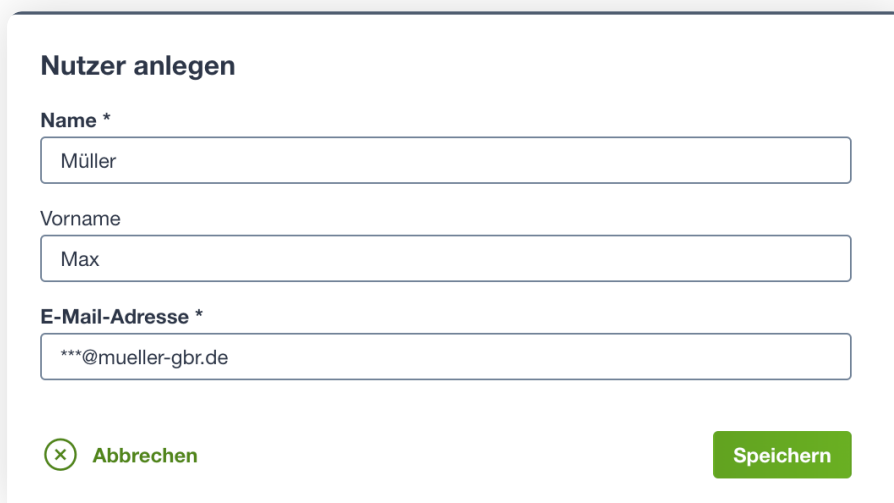 Nutzer anlegen
Name *
Müller
Vorname
Max
E-Mail-Adresse *
***@mueller-gbr.de
Abbrechen
Speichern